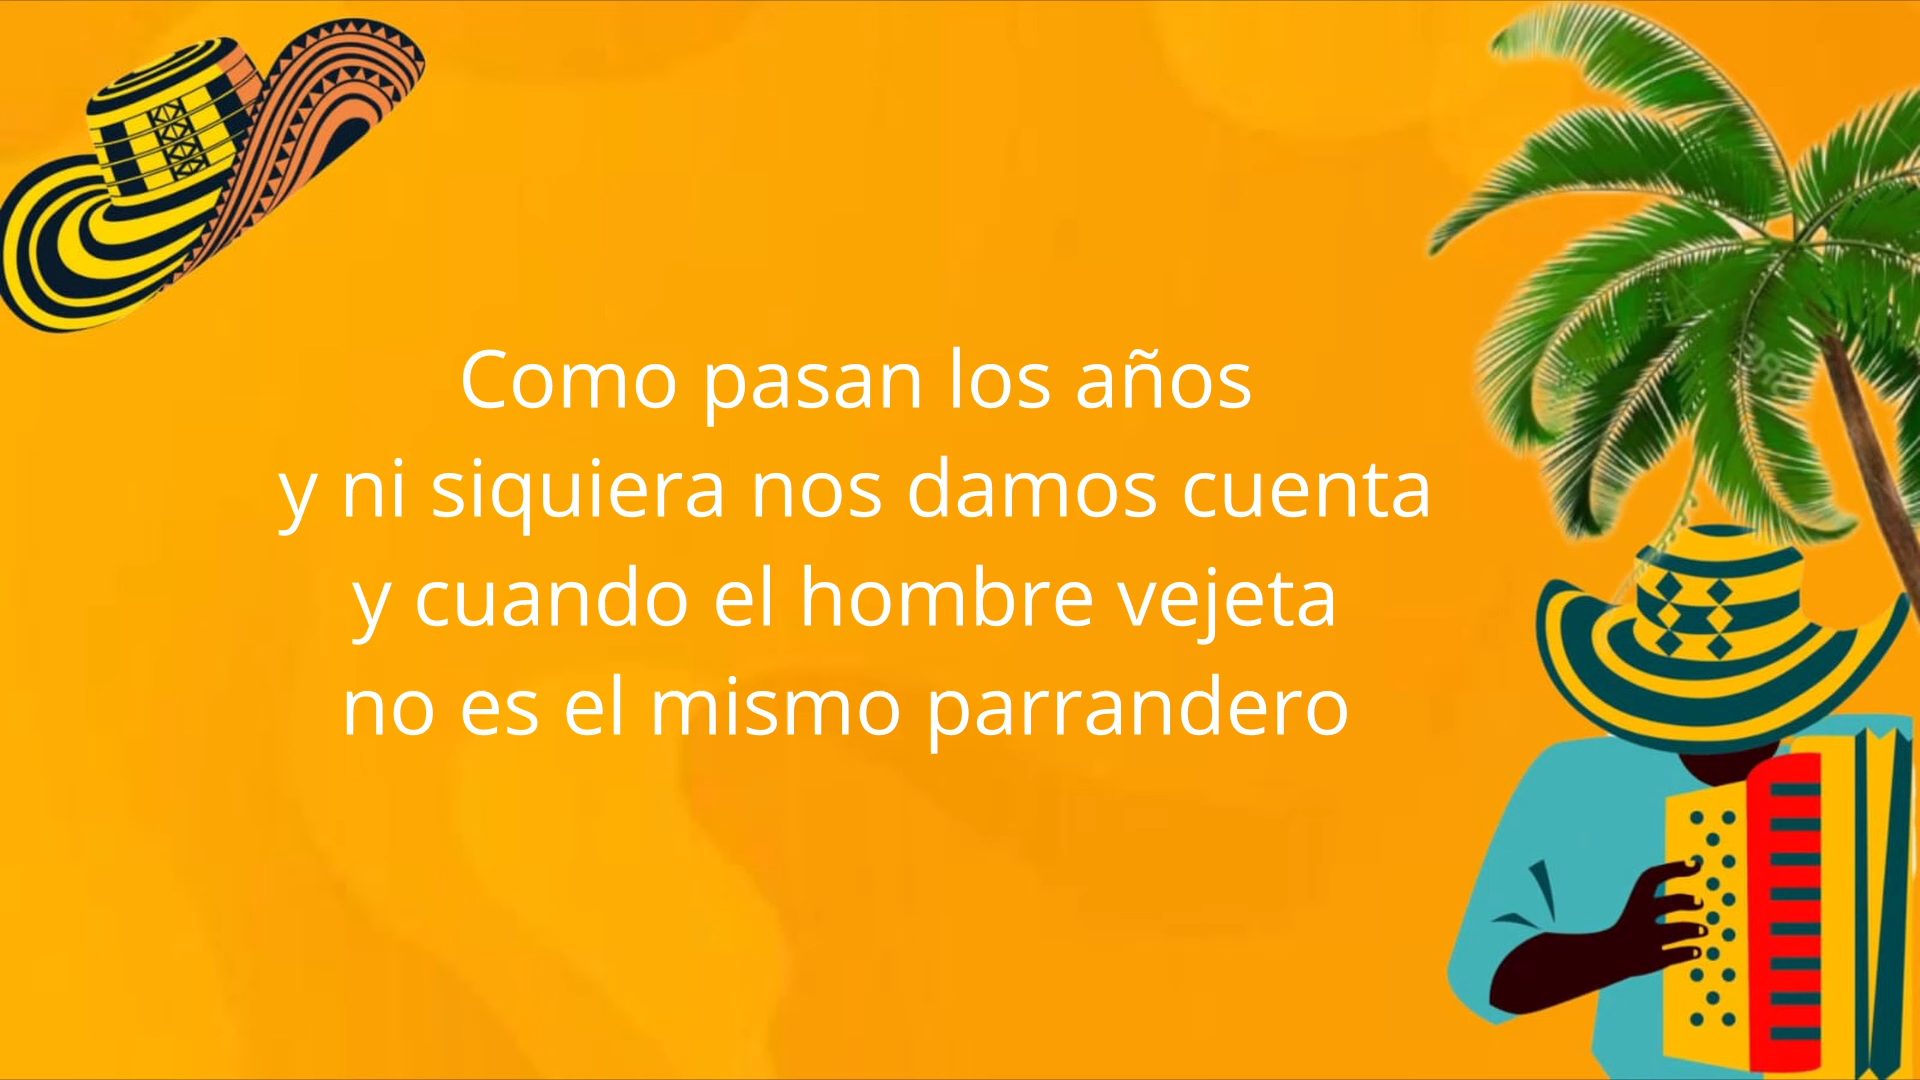 Como pasan los años
y ni siquiera nos damos cuenta
y cuando el hombre vejeta
no es el mismo parrandero